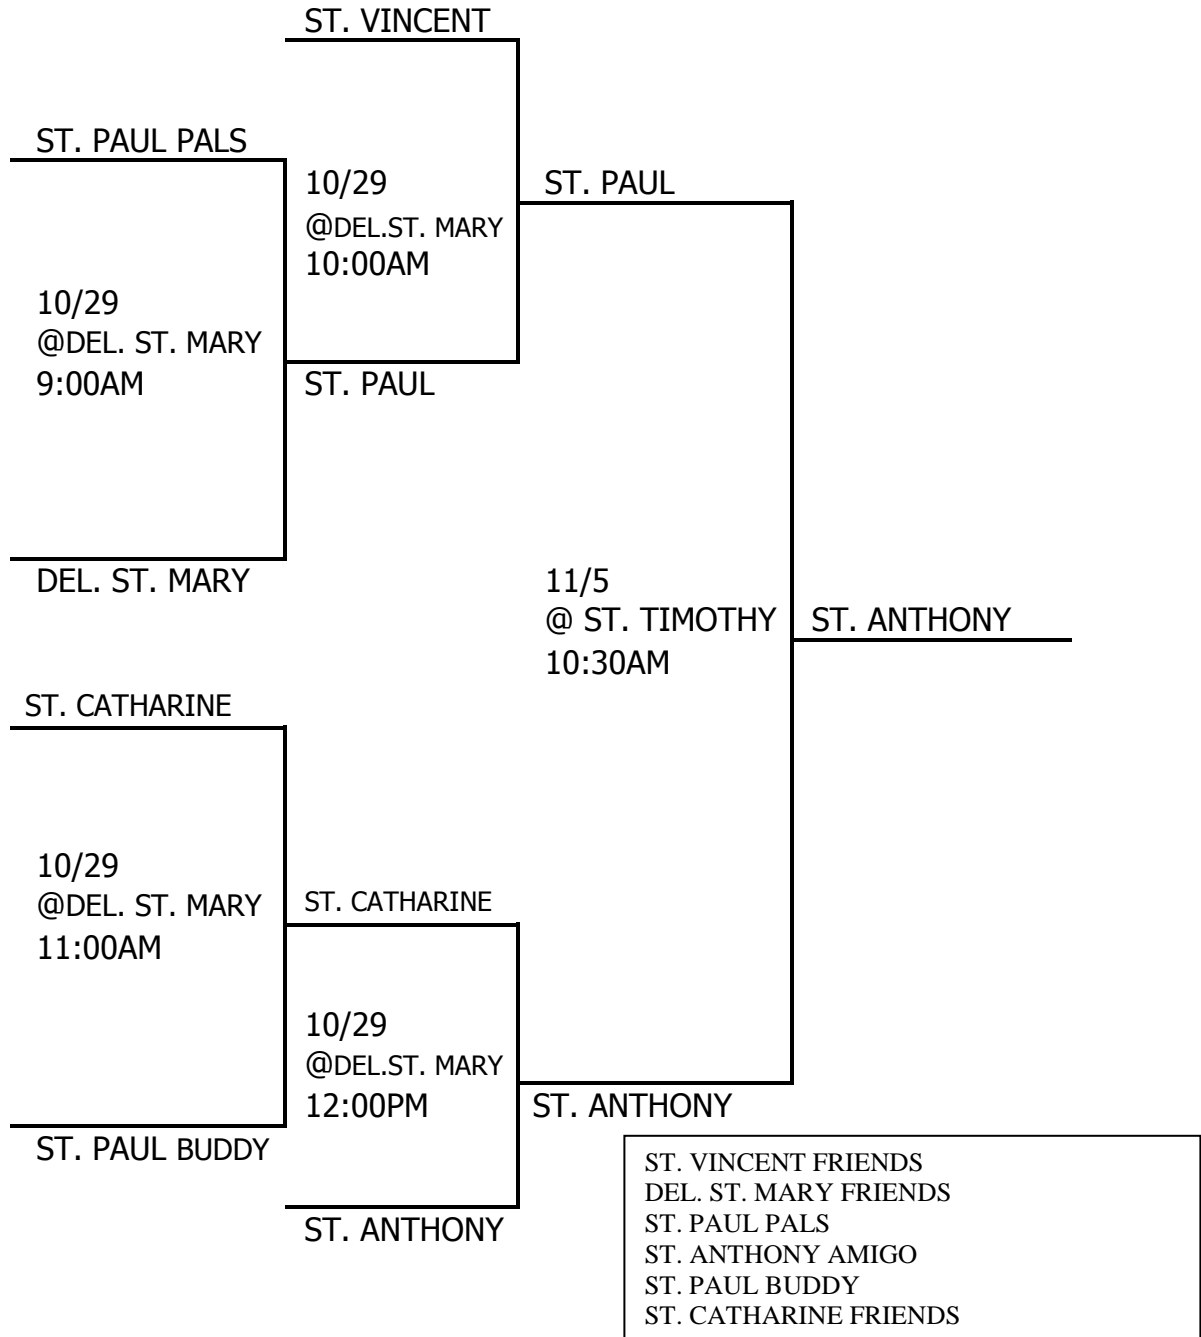 ST. VINCENT
ST. PAUL PALS
10/29
@DEL.ST. MARY
10:00AM
ST. PAUL
10/29
@DEL. ST. MARY
9:00AM
ST. PAUL
DEL. ST. MARY
11/5
@ ST. TIMOTHY
10:30AM
ST. ANTHONY
ST. CATHARINE
10/29
@DEL. ST. MARY
11:00AM
ST. CATHARINE
10/29
@DEL.ST. MARY
12:00PM
ST. ANTHONY
ST. PAUL BUDDY
ST. ANTHONY
ST. VINCENT FRIENDS
DEL. ST. MARY FRIENDS
ST. PAUL PALS
ST. ANTHONY AMIGO
ST. PAUL BUDDY
ST. CATHARINE FRIENDS